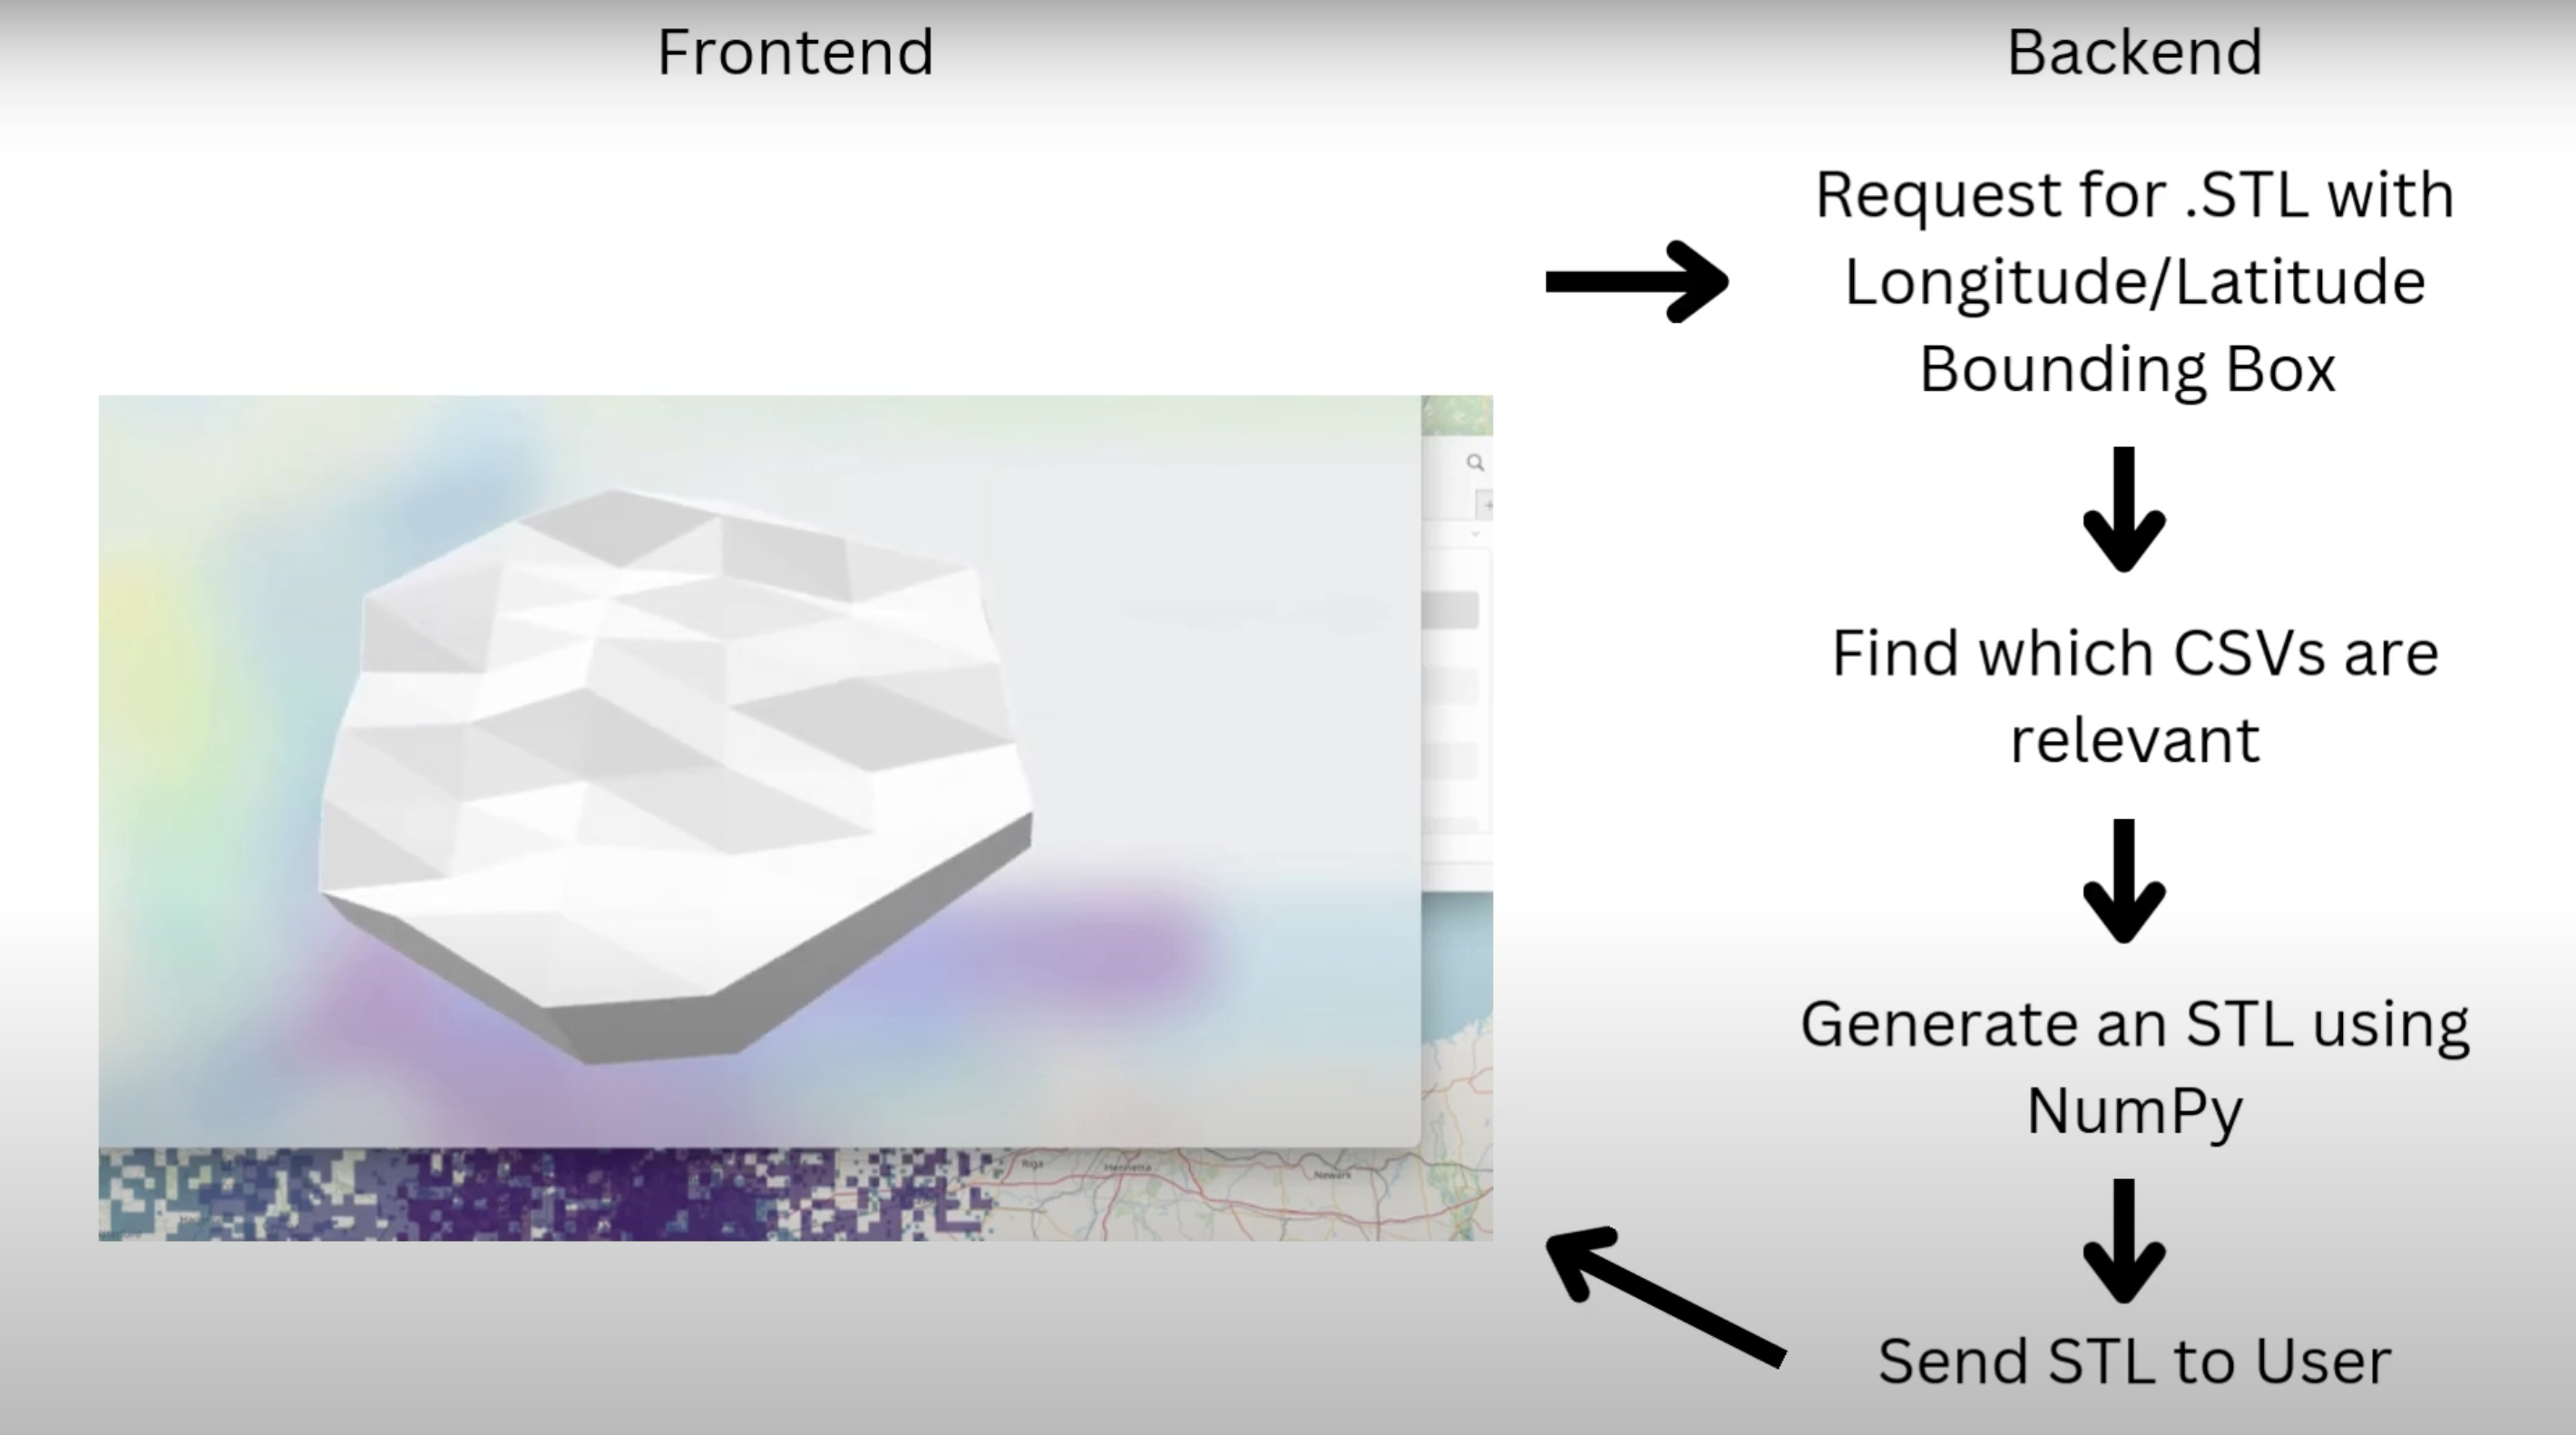 Frontend
Backend
Request for .STL with
Longitude/Latitude
Bounding Box
Find which CSVs are
relevant
Generate an STL using
NumPy
Send STL to User
Riga
Henrietta
Newark